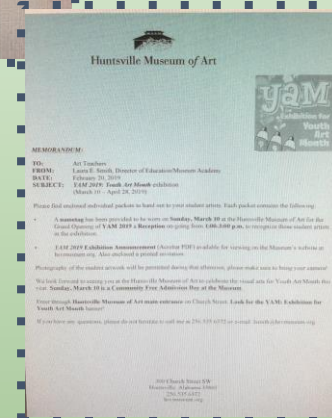 Huntsville Museum of Art
YAM
Exhibition for
Youth
Art
Month
MEMORANDUM:
TO: Art Teachers
FROM: Laura E. Smith, Director of Education/Museum Academy
DATE: February 20, 2019
SUBJECT: YAM 2019: Youth Art Month exhibition
(March 10 – April 28, 2019)
Please find enclosed individual packets to hand out to your student artists. Each packet contains the following:
A nametag has been provided to be worn on Sunday, March 10 at the Huntsville Museum of Art for the
Grand Opening of YAM 2019 a Reception on going from 1:00-3:00 p.m. to recognize those student artists
in the exhibition.
YAM 2019 Exhibition Announcement (Acrobat PDF) available for viewing on the Museum's website at
hsvmuseum.org. Also enclosed is printed invitation.
Photography of the student artwork will be permitted during that afternoon, please make sure to bring your camera!
We look forward to seeing you at the Huntsville Museum of Art to celebrate the visual arts for Youth Art Month this
year. Sunday, March 10 is a Community Free Admission Day at the Museum.
Enter through Huntsville Museum of Art main entrance on Church Street. Look for the YAM: Exhibition for
Youth Art Month banner!
If you have any questions, please do not hesitate to call me at or e-mail
300 Church Street SW
Huntsville, Alabama 35801
hsvmuseum.org